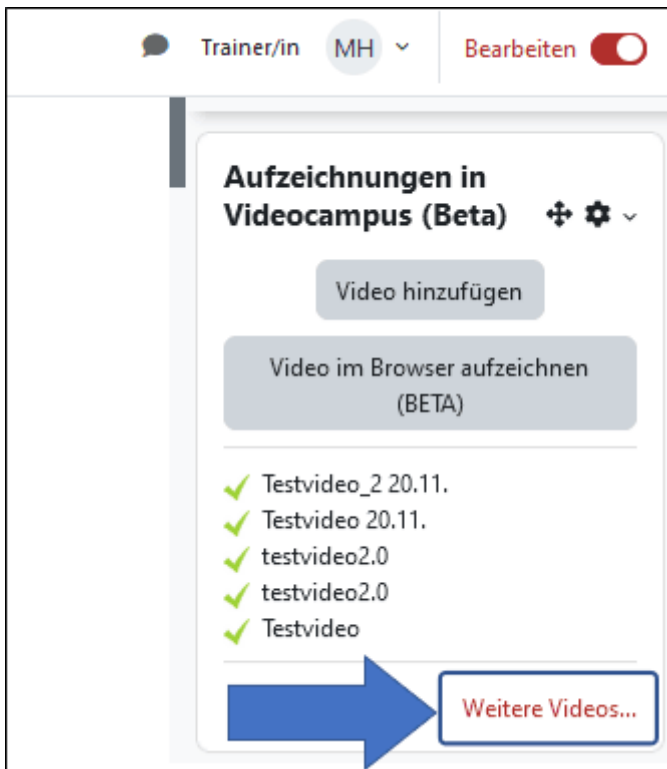 Trainer/in MH Bearbeiten
Aufzeichnungen in
Videocampus (Beta)
Video hinzufügen
Video im Browser aufzeichnen
(BETA)
Testvideo_2 20.11.
Testvideo 20.11.
testvideo2.0
testvideo2.0
Testvideo
Weitere Videos...